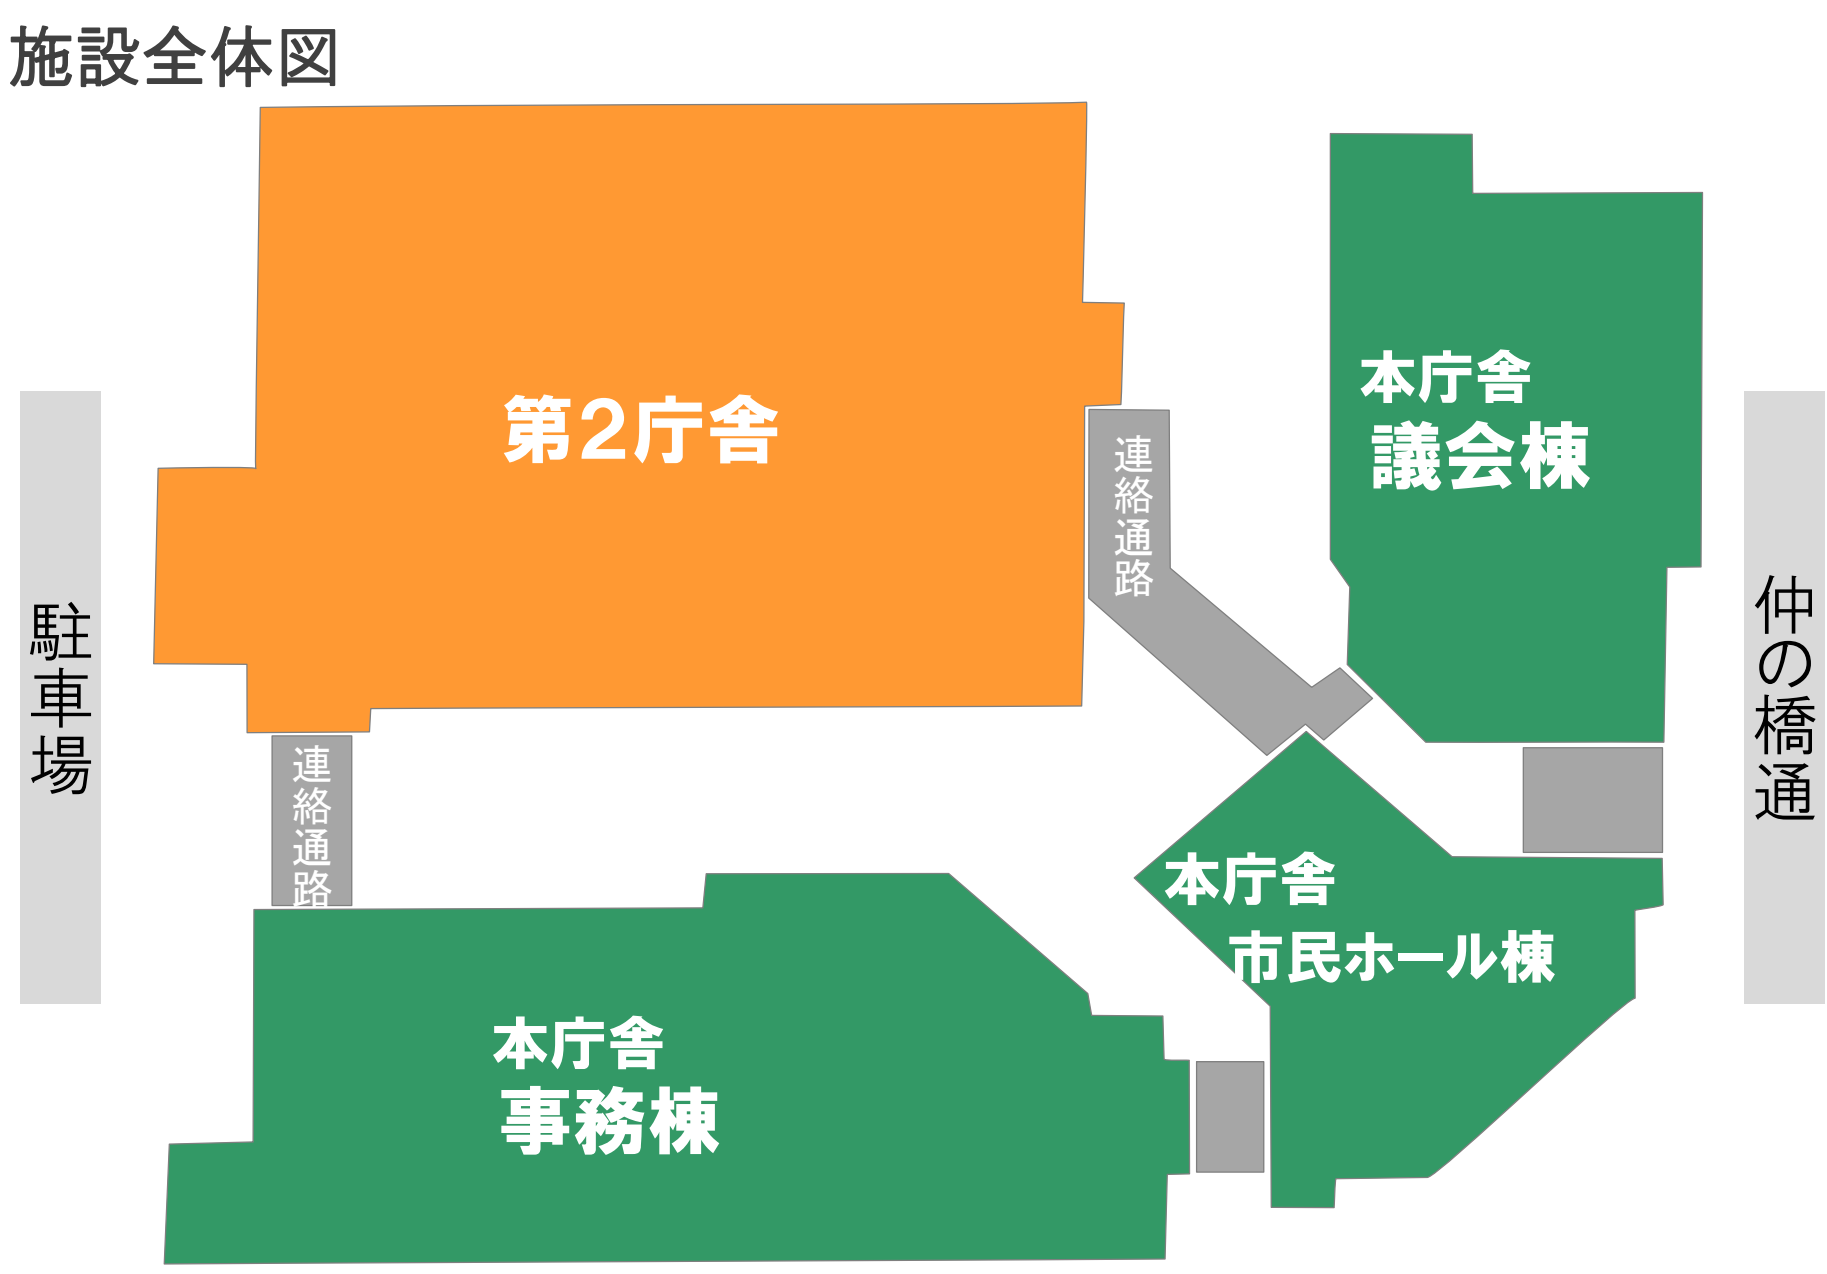 施設全体図
第2庁舎
本庁舎
議会棟
連絡通路
駐車場
仲の橋通
連絡通路
本庁舎
市民ホール棟
本庁舎
事務棟